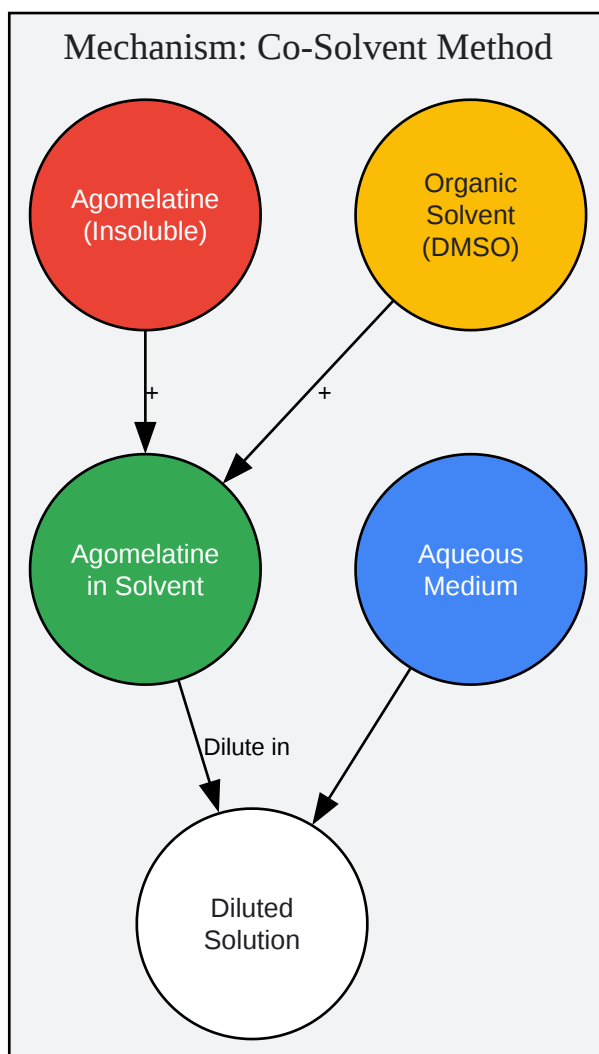 Mechanism: Co-Solvent Method
Agomelatine
(Insoluble)
Organic
Solvent
(DMSO)
+
+
Agomelatine
in Solvent
Aqueous
Medium
Dilute in
Diluted
Solution